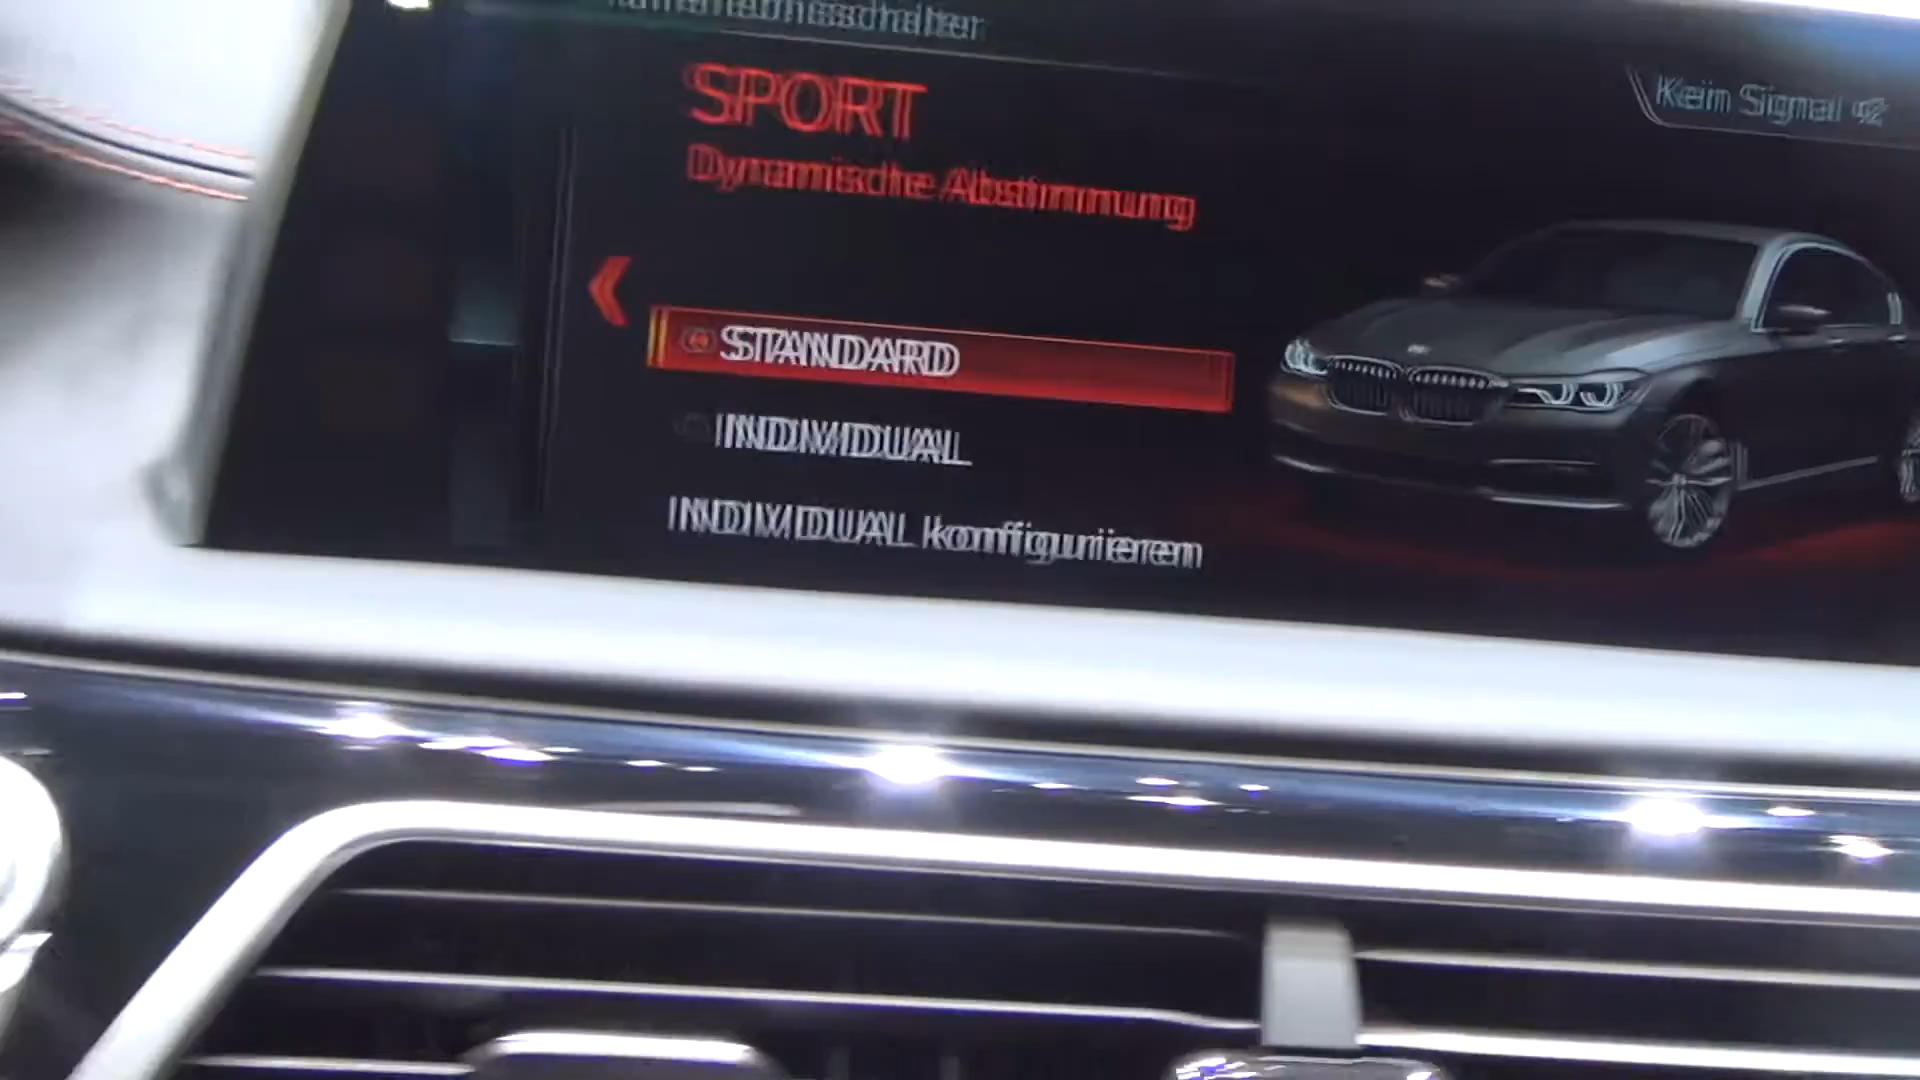 SPORT
Kein Signal
Dynamische Abstimmung
STANDARD
INDIVIDUAL
INDIVIDUAL konfigurieren